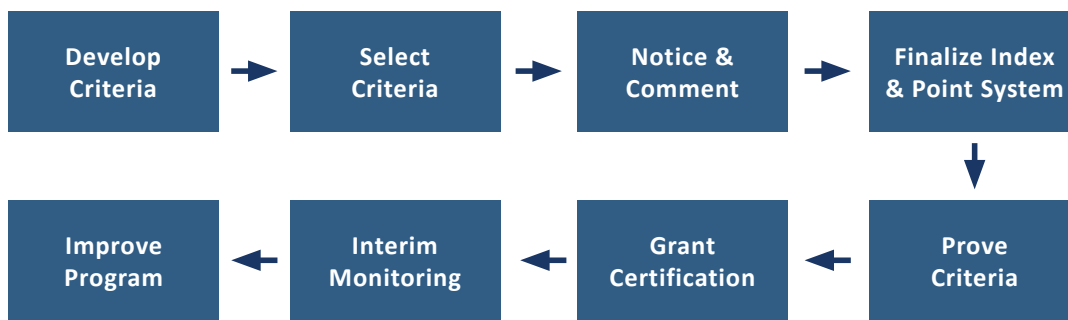 Develop
Criteria
Select
Criteria
Notice &
Comment
Finalize Index
& Point System
Prove
Criteria
Grant
Certification
Interim
Monitoring
Improve
Program